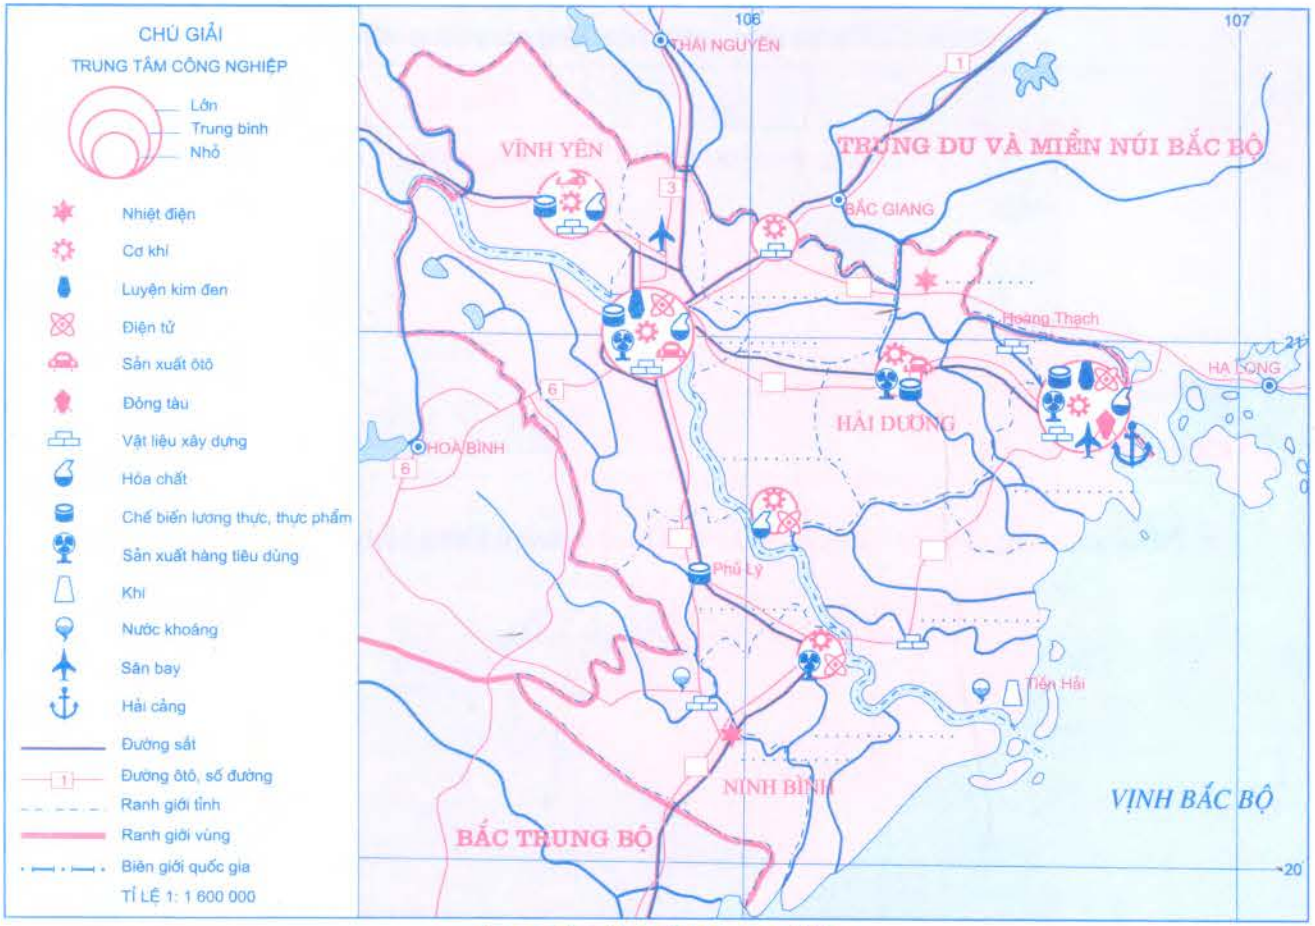 CHÚ GIẢI
TRUNG TÂM CÔNG NGHIỆP
Lớn
Trung bình
Nhỏ
Nhiệt điện
Cơ khí
Luyện kim đen
Điện tử
Sản xuất ôtô
Đóng tàu
Vật liệu xây dựng
Hóa chất
Chế biến lương thực, thực phẩm
Sản xuất hàng tiêu dùng
Khí
Nước khoáng
Sân bay
Hải cảng
Đường sắt
1
Đường ôtô, số đường
Ranh giới tỉnh
Ranh giới vùng
Biên giới quốc gia
TỈ LỆ 1: 1 600 000
106°
107°
THÁI NGUYÊN
1
VĨNH YÊN
TRUNG DU VÀ MIỀN NÚI BẮC BỘ
3
BẮC GIANG
Hoàng Thạch
21
HẠ LONG
6
HẢI DƯƠNG
HOÀ BÌNH
6
Phủ Lý
Tiền Hải
NINH BÌNH
VỊNH BẮC BỘ
BẮC TRUNG BỘ
20